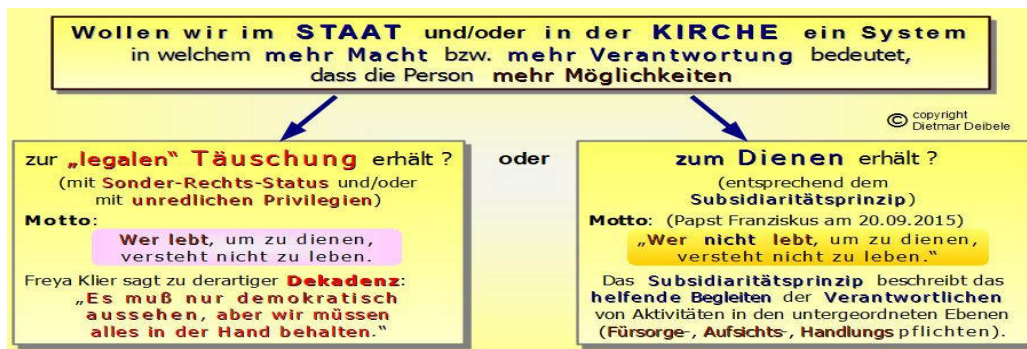 Wollen wir im STAAT und/oder in der KIRCHE ein System
in welchem mehr Macht bzw. mehr Verantwortung bedeutet,
dass die Person mehr Möglichkeiten
© copyright
Dietmar Deibele
zur „legalen“ Täuschung erhält ?
(mit Sonder-Rechts-Status und/oder
mit unredlichen Privilegien)
Motto:
Wer lebt, um zu dienen,
versteht nicht zu leben.
Freya Klier sagt zu derartiger Dekadenz:
„Es muß nur demokratisch
aussehen, aber wir müssen
alles in der Hand behalten.“
oder
zum Dienen erhält ?
(entsprechend dem
Subsidiaritätsprinzip)
Motto: (Papst Franziskus am 20.09.2015)
„Wer nicht lebt, um zu dienen,
versteht nicht zu leben.“
Das Subsidiaritätsprinzip beschreibt das
helfende Begleiten der Verantwortlichen
von Aktivitäten in den untergeordneten Ebenen
(Fürsorge-, Aufsichts-, Handlungspflichten).